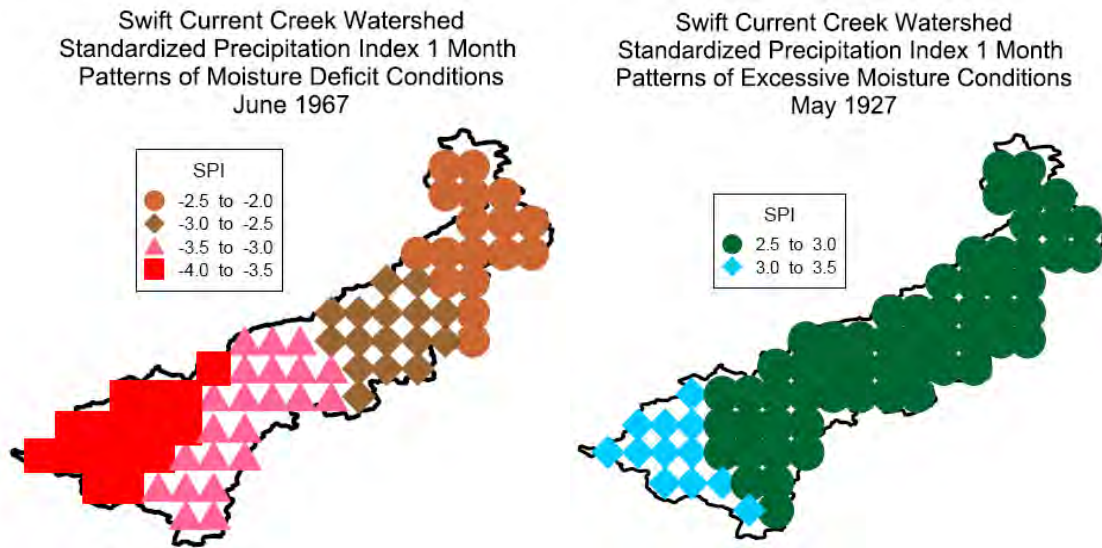 Swift Current Creek Watershed
Standardized Precipitation Index 1 Month
Patterns of Moisture Deficit Conditions
June 1967
SPI
-2.5 to -2.0
-3.0 to -2.5
-3.5 to -3.0
-4.0 to -3.5
Swift Current Creek Watershed
Standardized Precipitation Index 1 Month
Patterns of Excessive Moisture Conditions
May 1927
SPI
2.5 to 3.0
3.0 to 3.5